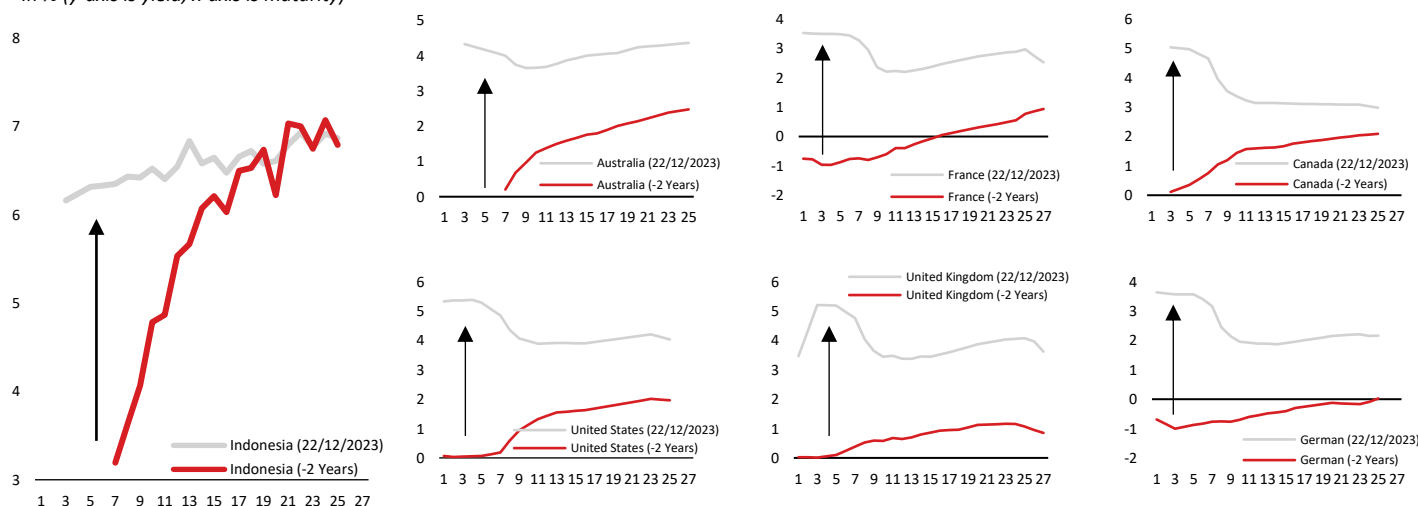 in % (y-axis is yield, x-axis is maturity)
8
7
6
5
4
3
Indonesia (22/12/2023)
Indonesia (-2 Years)
1 3 5 7 9 11 13 15 17 19 21 23 25 27
5
4
3
2
1
0
Australia (22/12/2023)
Australia (-2 Years)
1 3 5 7 9 11 13 15 17 19 21 23 25
4
3
2
1
0
-1
-2
France (22/12/2023)
France (-2 Years)
1 3 5 7 9 11 13 15 17 19 21 23 25 27
6
5
4
3
2
1
0
Canada (22/12/2023)
Canada (-2 Years)
1 3 5 7 9 11 13 15 17 19 21 23 25 27
6
5
4
3
2
1
0
United States (22/12/2023)
United States (-2 Years)
1 3 5 7 9 11 13 15 17 19 21 23 25 27
6
5
4
3
2
1
0
United Kingdom (22/12/2023)
United Kingdom (-2 Years)
1 3 5 7 9 11 13 15 17 19 21 23 25 27
4
3
2
1
0
-1
-2
German (22/12/2023)
German (-2 Years)
1 3 5 7 9 11 13 15 17 19 21 23 25 27